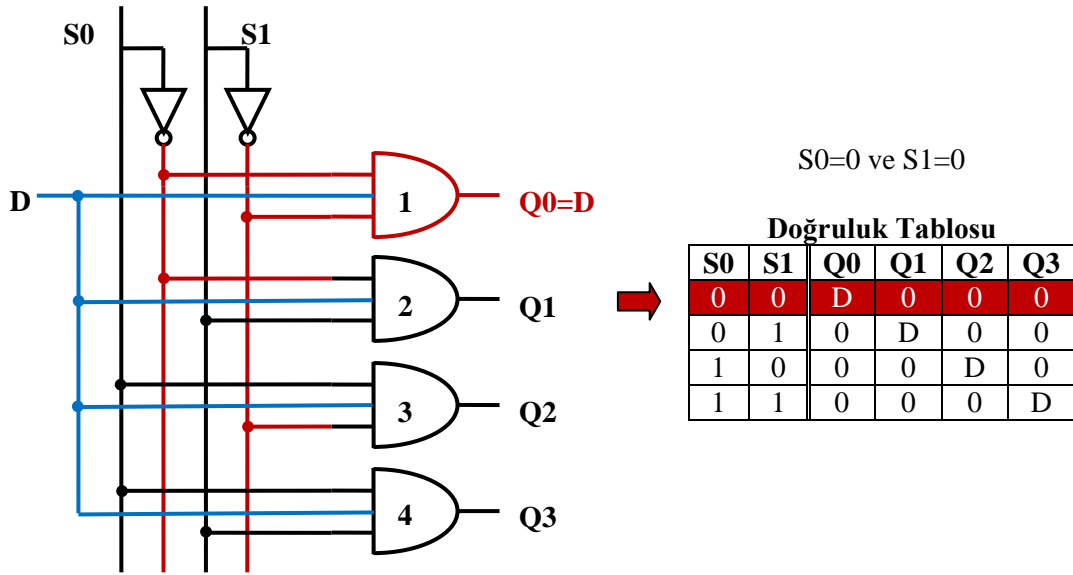 S0 S1
D
1 Q0=D
2 Q1
3 Q2
4 Q3
S0=0 ve S1=0
Doğruluk Tablosu
S0 S1 Q0 Q1 Q2 Q3
0 0 D 0 0 0
0 1 0 D 0 0
1 0 0 0 D 0
1 1 0 0 0 D